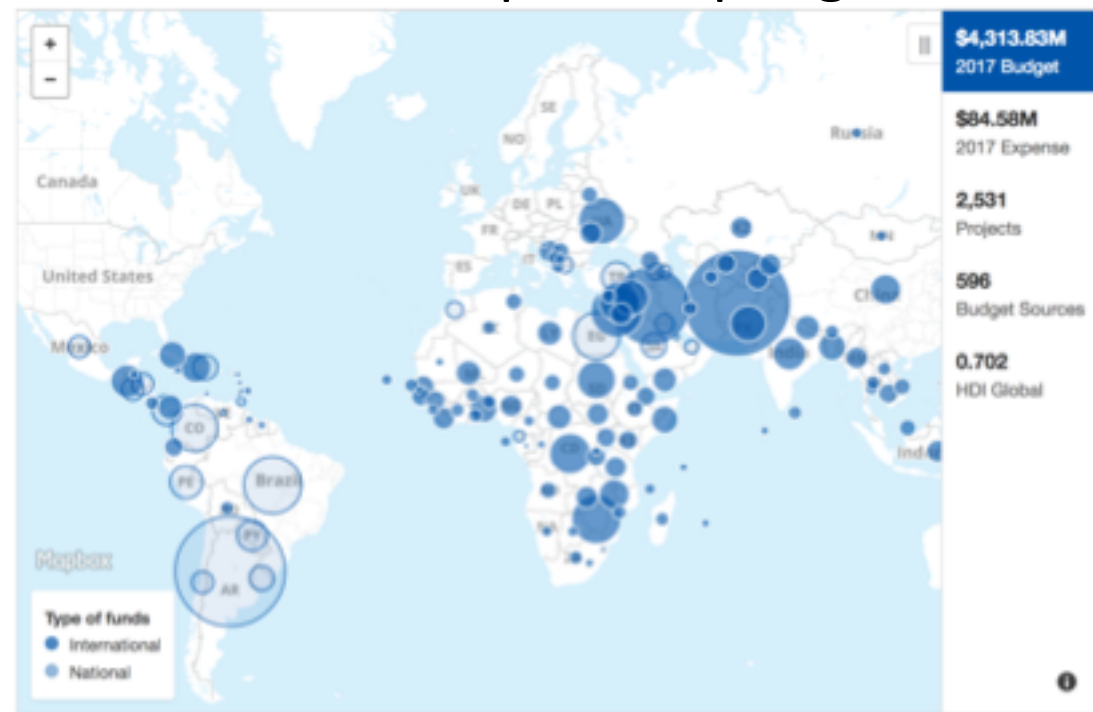 +
$4,313.83M
2017 Budget
−
SE
$84.58M
NO
Russia
2017 Expense
Canada
UK
DE PL
2,531
FR
Projects
IT
ES
United States
596
China
Budget Sources
EG
Mexico
India
0.702
HDI Global
CO
PE
Brazil
Mapbox
AR
Type of funds
International
National